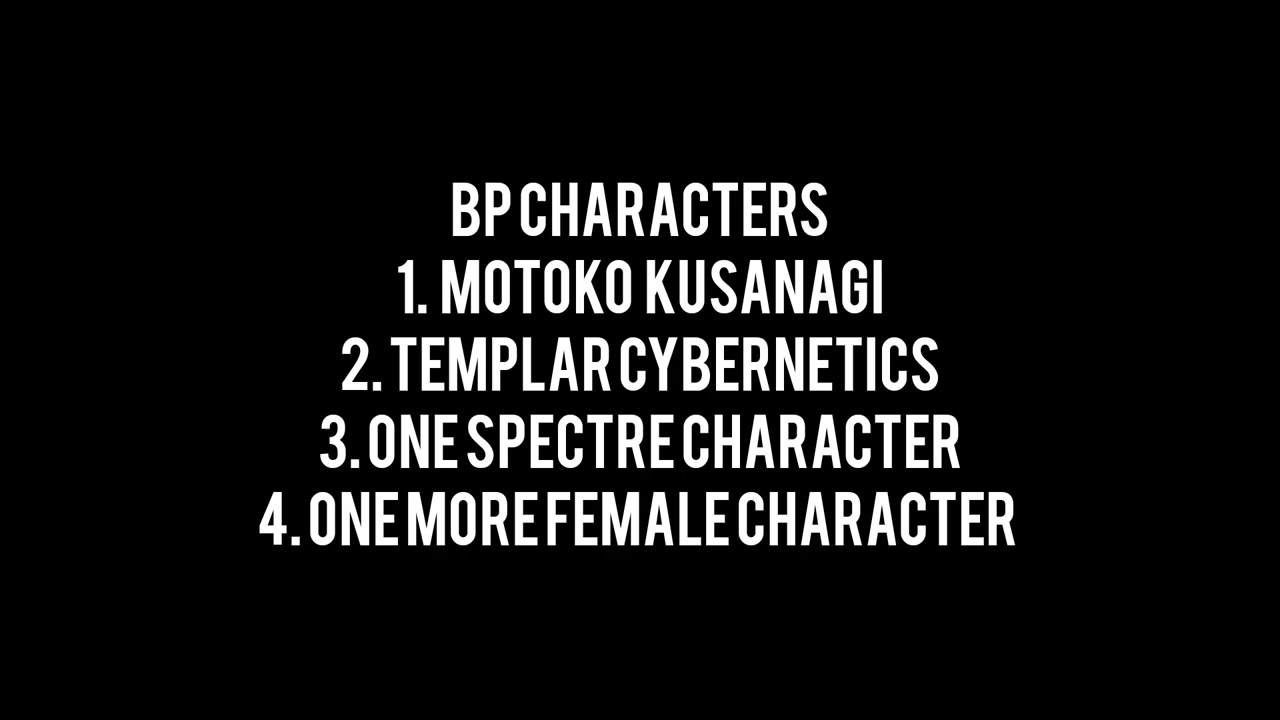 BP CHARACTERS
1. MOTOKO KUSANAGI
2. TEMPLAR CYBERNETICS
3. ONE SPECTRE CHARACTER
4. ONE MORE FEMALE CHARACTER